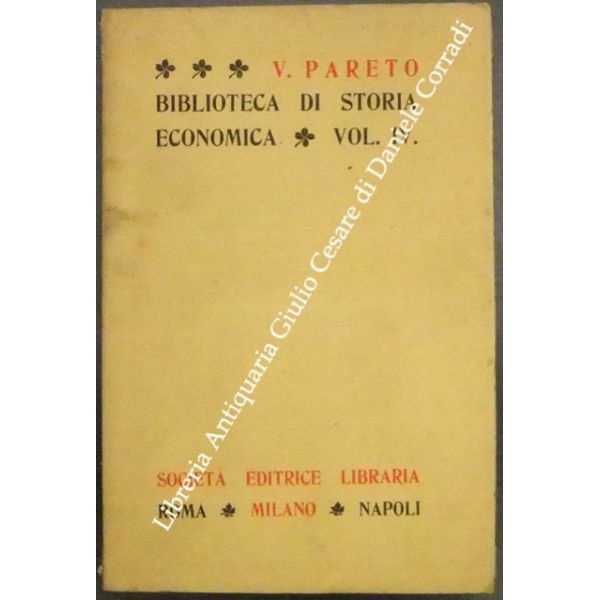 V. PARETO
BIBLIOTECA DI STORIA
ECONOMICA VOL. IV.
SOCIETÀ EDITRICE LIBRARIA
ROMA MILANO NAPOLI
Libreria Antiquaria Giulio Cesare di Daniele Corradi